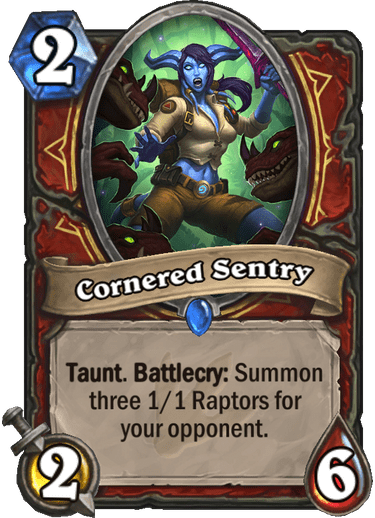 2
Cornered Sentry
Taunt. Battlecry: Summon
three 1/1 Raptors for
your opponent.
2
6